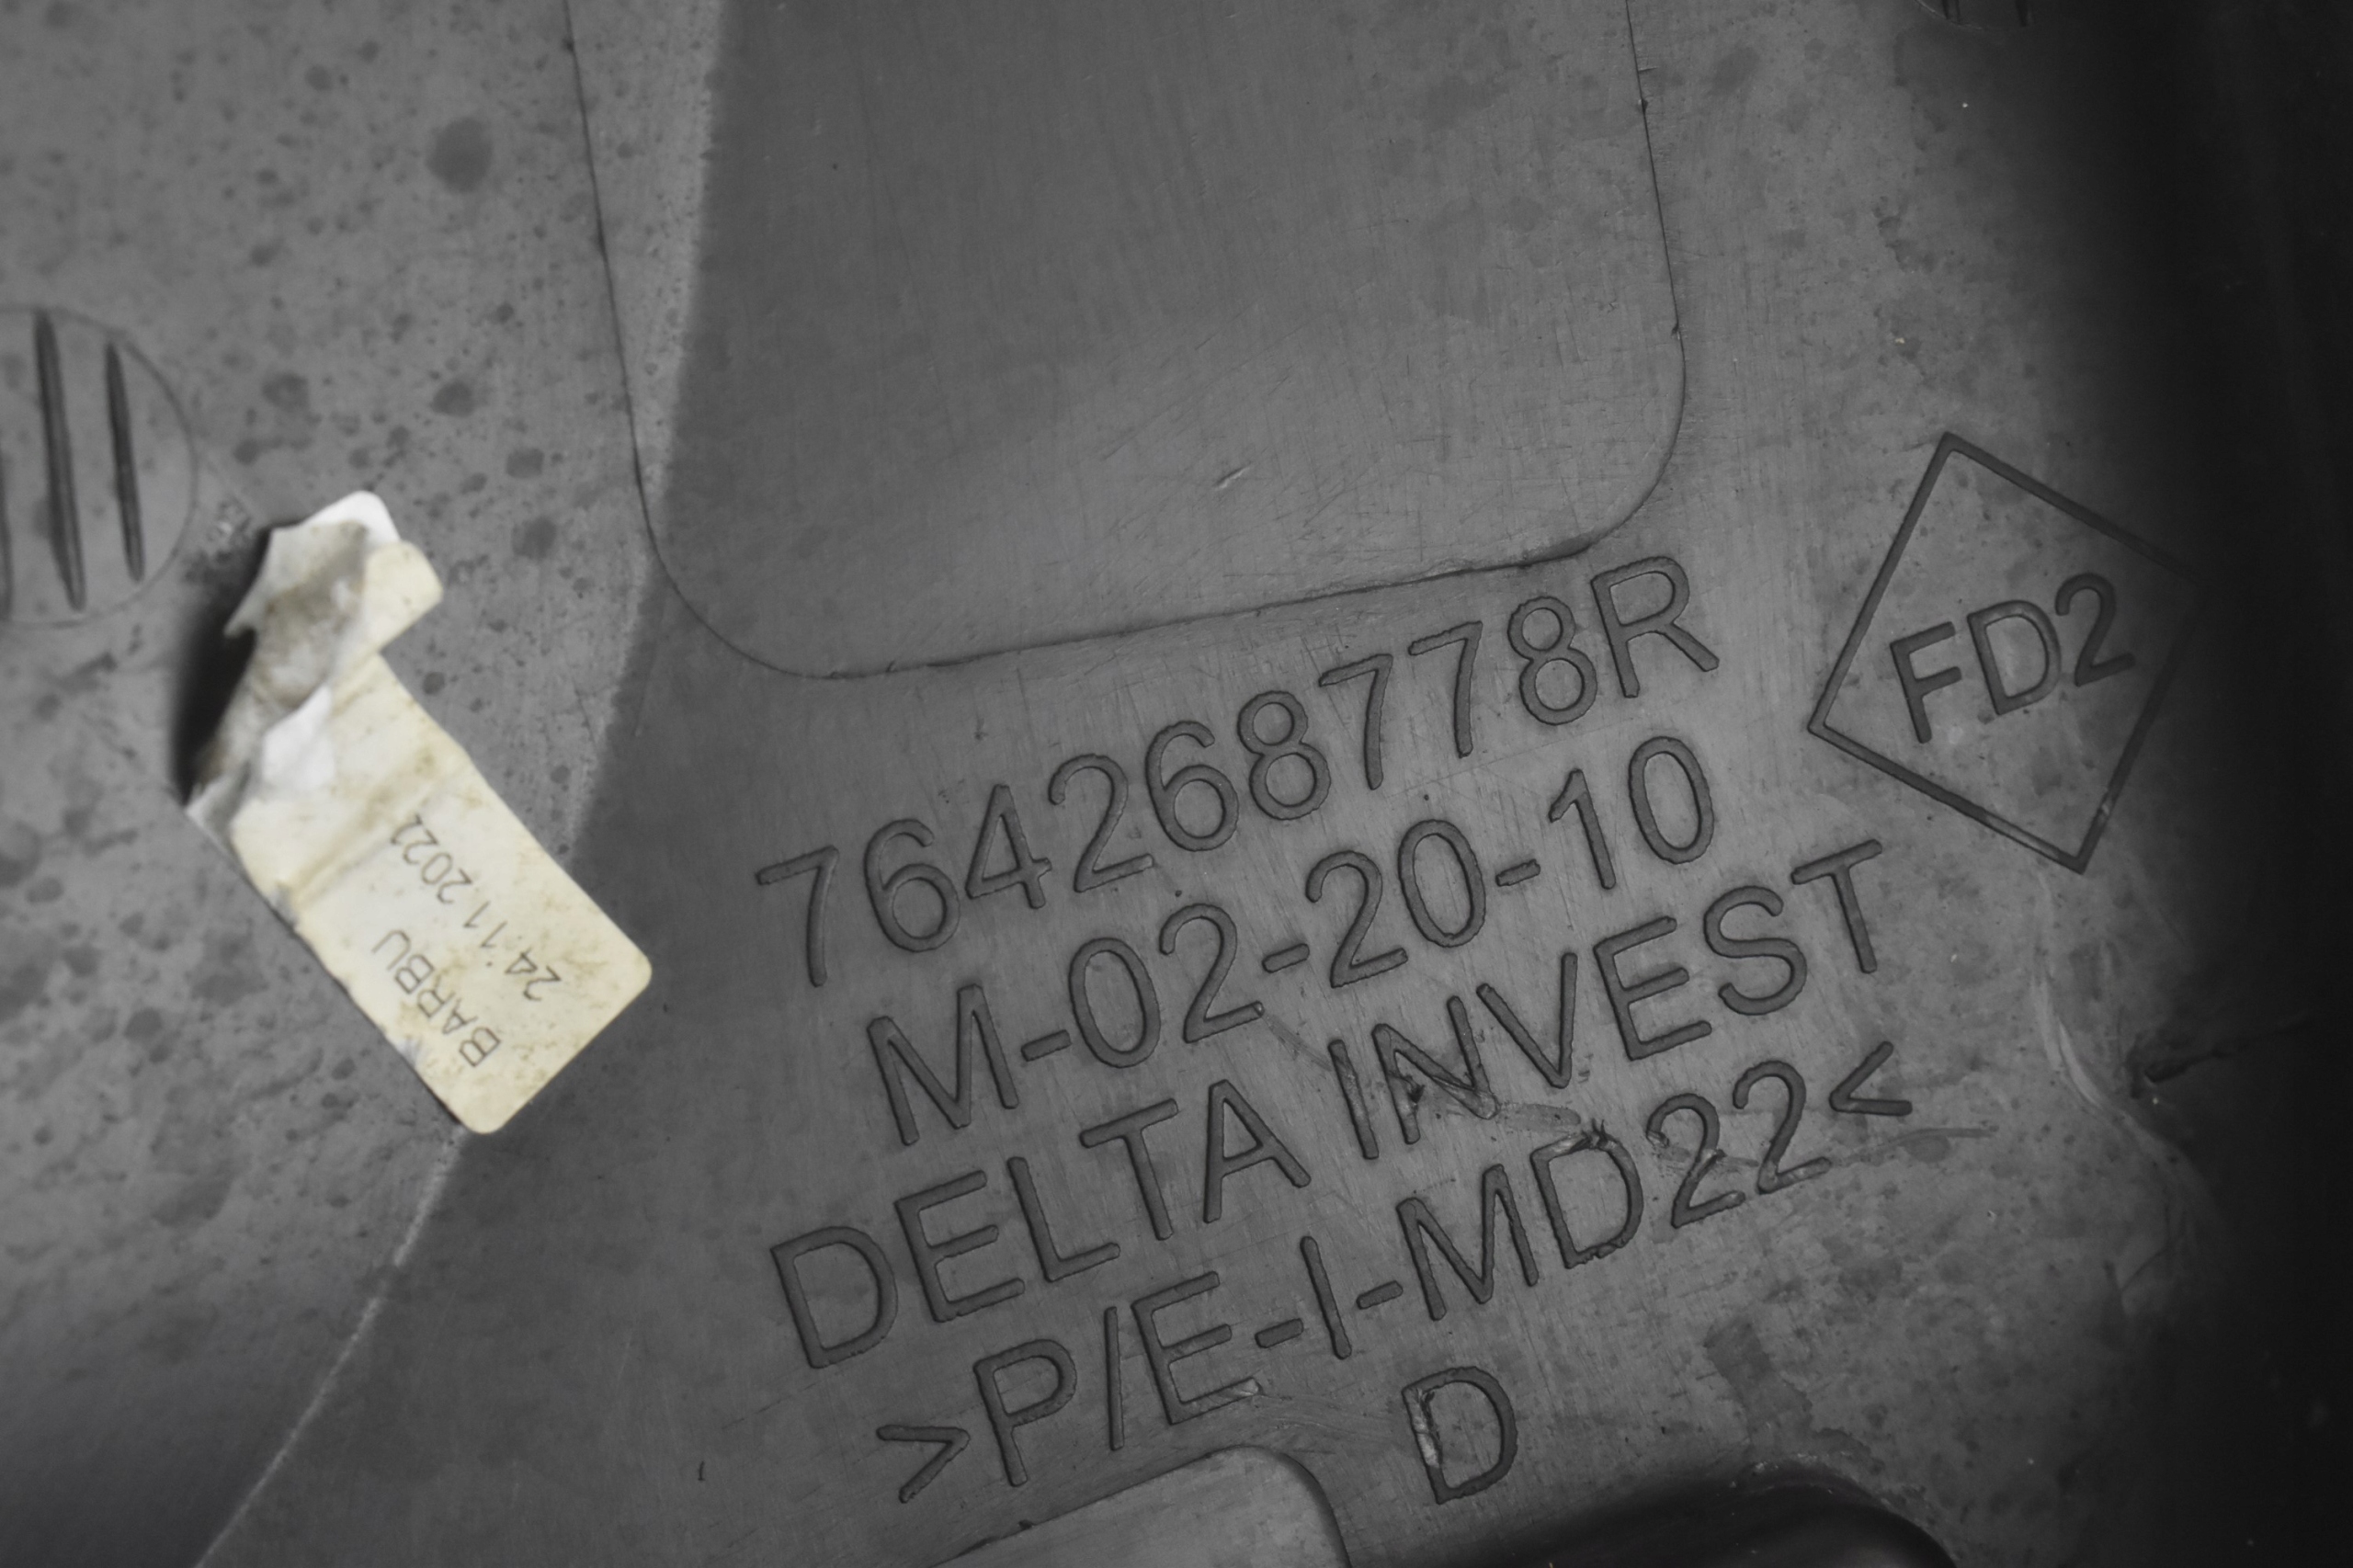 764268778R
M-02-20-10
DELTA INVEST
>P/E-I-MD22<
D
FD2
BARBU
24.11.2021